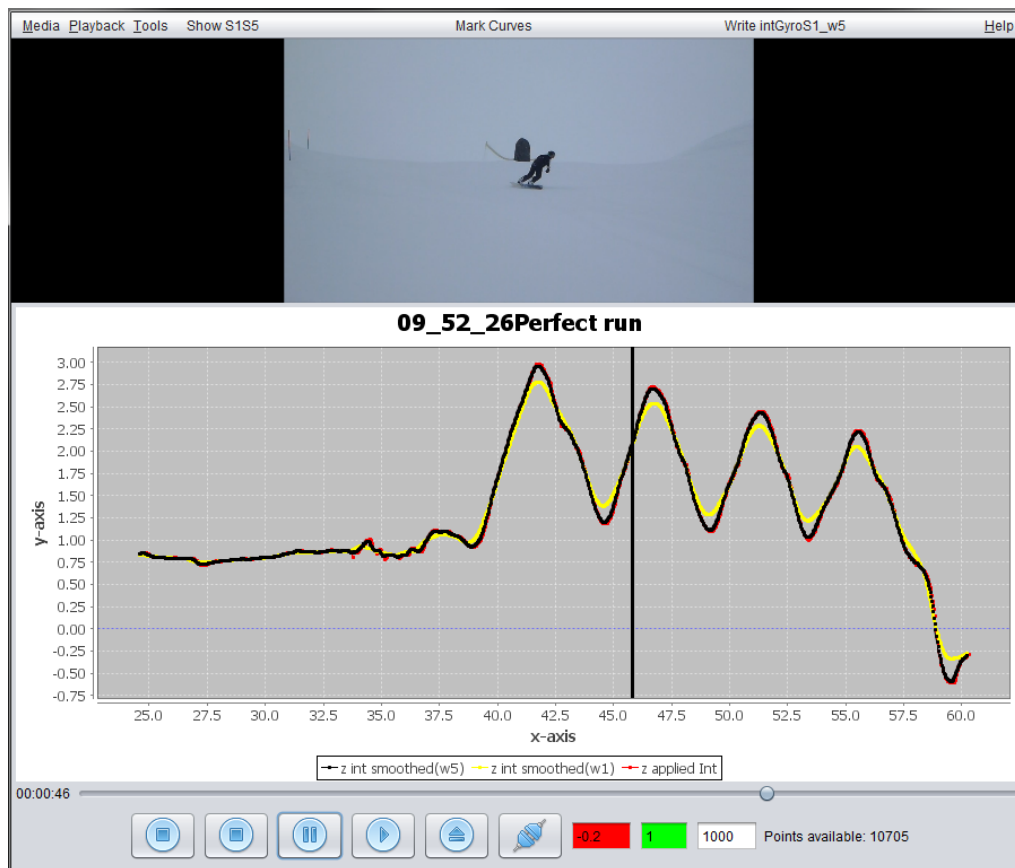 Media Playback Tools Show S1S5 Mark Curves Write intGyroS1_w5 Help
09_52_26Perfect run
3.00
2.75
2.50
2.25
2.00
1.75
1.50
1.25
1.00
0.75
0.50
0.25
0.00
-0.25
-0.50
-0.75
y-axis
25.0 27.5 30.0 32.5 35.0 37.5 40.0 42.5 45.0 47.5 50.0 52.5 55.0 57.5 60.0
x-axis
z int smoothed(w5) z int smoothed(w1) z applied Int
00:00:46
-0.2 1 1000 Points available: 10705